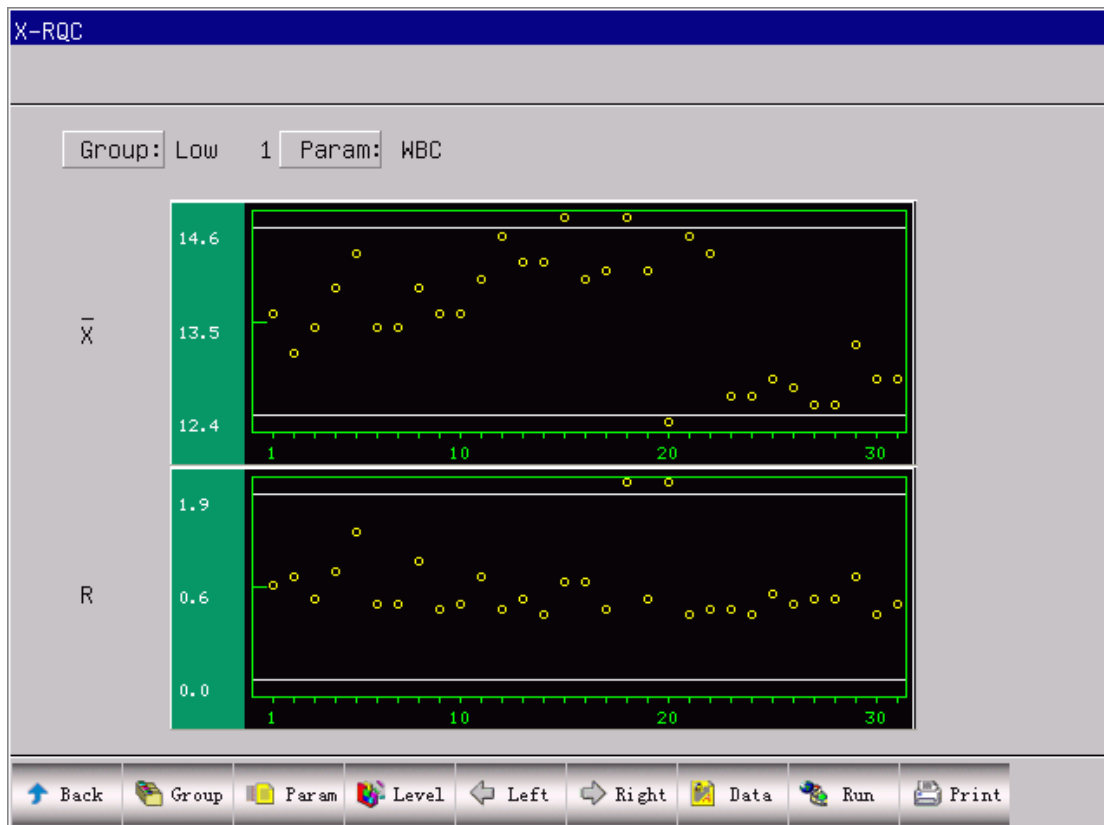 X-RQC
Group: Low 1 Param: WBC
14.6
X̅ 13.5
12.4
1 10 20 30
1.9
R 0.6
0.0
1 10 20 30
Back Group Param Level Left Right Data Run Print